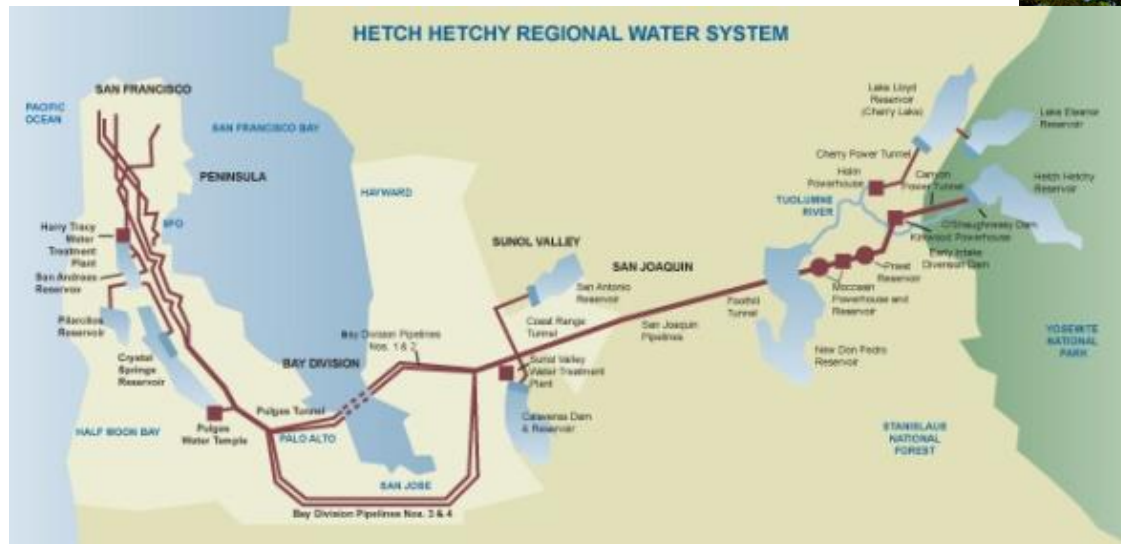 HETCH HETCHY REGIONAL WATER SYSTEM
SAN FRANCISCO
PACIFIC
OCEAN
SAN FRANCISCO BAY
PENINSULA
SFO
HAYWARD
Harry Tracy
Water
Treatment
Plant
San Andreas
Reservoir
Pilarcitos
Reservoir
Crystal
Springs
Reservoir
HALF MOON BAY
Pulgas
Water Temple
Pulgas Tunnel
PALO ALTO
BAY DIVISION
Bay Division Pipelines
Nos. 1 & 2
SAN JOSE
Bay Division Pipelines Nos. 3 & 4
SUNOL VALLEY
San Antonio
Reservoir
Coast Range
Tunnel
Sunol Valley
Water Treatment
Plant
Calaveras Dam
& Reservoir
SAN JOAQUIN
San Joaquin
Pipelines
Foothill
Tunnel
New Don Pedro
Reservoir
Moccasin
Powerhouse and
Reservoir
Priest
Reservoir
TUOLUMNE
RIVER
Lake Lloyd
Reservoir
(Cherry Lake)
Cherry Power Tunnel
Holm
Powerhouse
Canyon
Power Tunnel
Lake Eleanor
Reservoir
Hetch Hetchy
Reservoir
O'Shaughnessy Dam
Kirkwood Powerhouse
Early Intake
Diversion Dam
YOSEMITE
NATIONAL
PARK
STANISLAUS
NATIONAL
FOREST